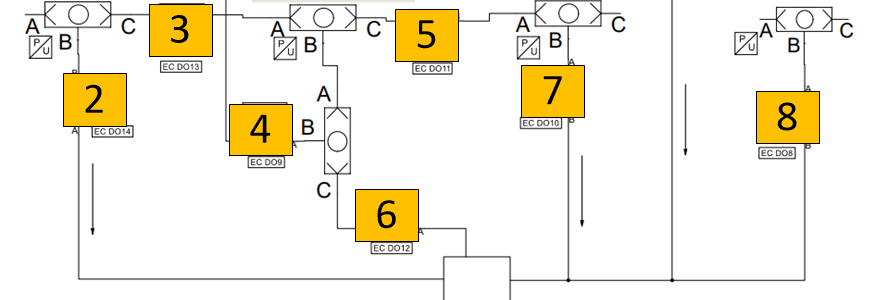 A C A C A C A C
B B B B
P/U P/U P/U P/U
3 5
EC DO13 EC DO11
2 7 8
A A
EC DO14 EC DO10 EC DO8
A B B
A
4 B
A
EC DO9
C
6
A
EC DO12